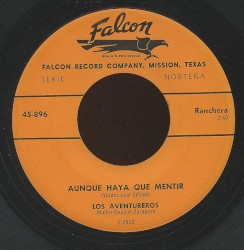 Falcon
FALCON RECORD COMPANY, MISSION, TEXAS
SERIE NORTEÑA
45-896 Ranchera
AUNQUE HAYA QUE MENTIR
LOS AVENTUREROS